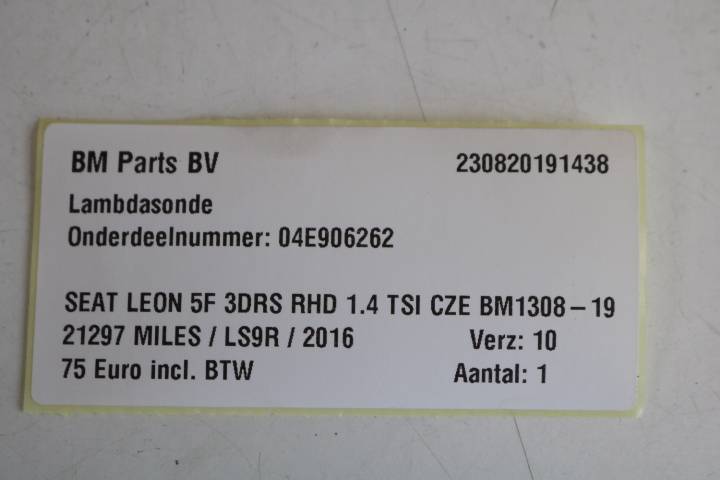 BM Parts BV 230820191438
Lambdasonde
Onderdeelnummer: 04E906262
SEAT LEON 5F 3DRS RHD 1.4 TSI CZE BM1308-19
21297 MILES / LS9R / 2016 Verz: 10
75 Euro incl. BTW Aantal: 1